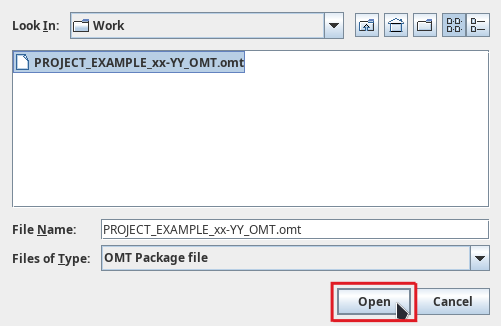 Look In: Work
PROJECT_EXAMPLE_xx-YY_OMT.omt
File Name: PROJECT_EXAMPLE_xx-YY_OMT.omt
Files of Type: OMT Package file
Open Cancel